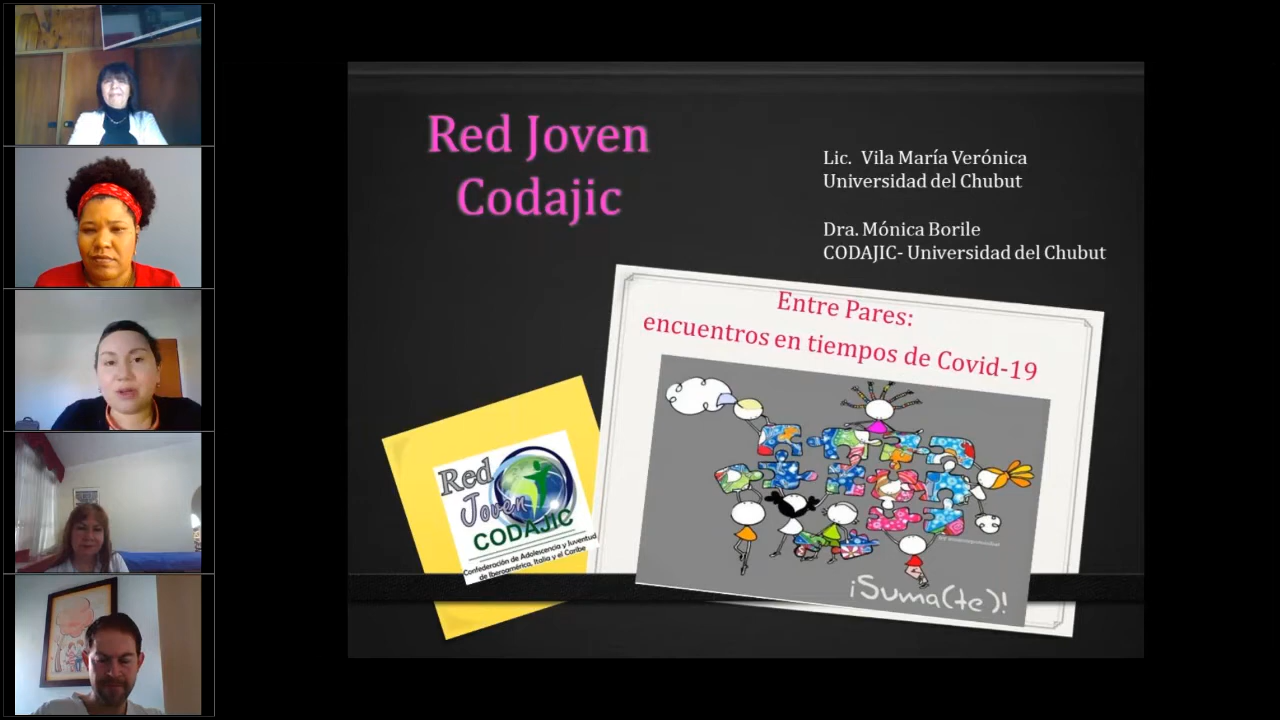 Red Joven
Codajic
Lic. Vila María Verónica
Universidad del Chubut
Dra. Mónica Borile
CODAJIC- Universidad del Chubut
Entre Pares:
encuentros en tiempos de Covid-19
Red
Joven
CODAJIC
Confederación de Adolescencia y Juventud
de Iberoamérica, Italia y el Caribe
¡Suma(te)!